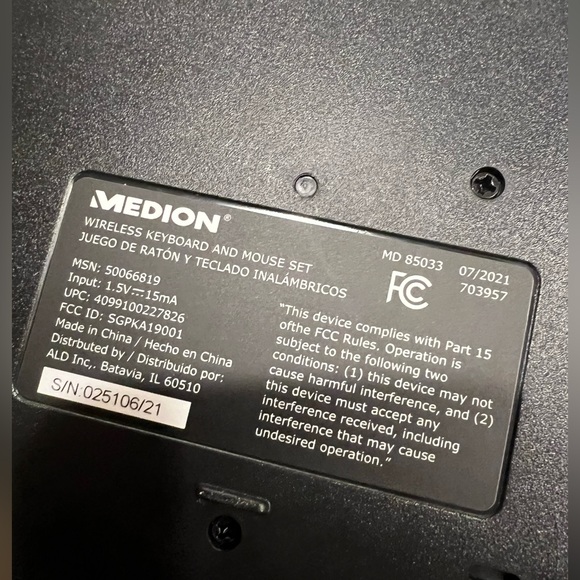 MEDION®
WIRELESS KEYBOARD AND MOUSE SET
JUEGO DE RATÓN Y TECLADO INALÁMBRICOS
MSN: 50066819
Input: 1.5V⎓15mA
UPC: 4099100227826
FCC ID: SGPKA19001
Made in China / Hecho en China
Distrbuted by / Distribuido por:
ALD Inc,. Batavia, IL 60510
S/N:025106/21
MD 85033 07/2021
FC 703957
"This device complies with Part 15
ofthe FCC Rules. Operation is
subject to the following two
conditions: (1) this device may not
cause harmful interference, and (2)
this device must accept any
interference received, including
interference that may cause
undesired operation."